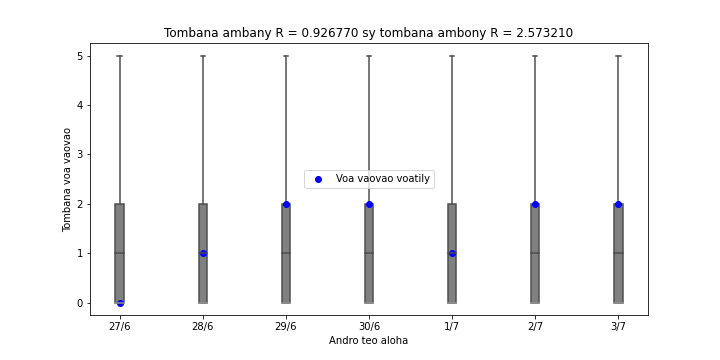 Tombana ambany R = 0.926770 sy tombana ambony R = 2.573210
Tombana voa vaovao
5
4
3
2
1
0
Voa vaovao voatily
27/6 28/6 29/6 30/6 1/7 2/7 3/7
Andro teo aloha